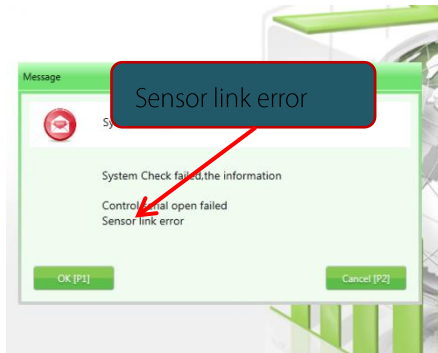 Message
Sensor link error
Sy
System Check failed,the information
Control serial open failed
Sensor link error
OK [P1]
Cancel [P2]